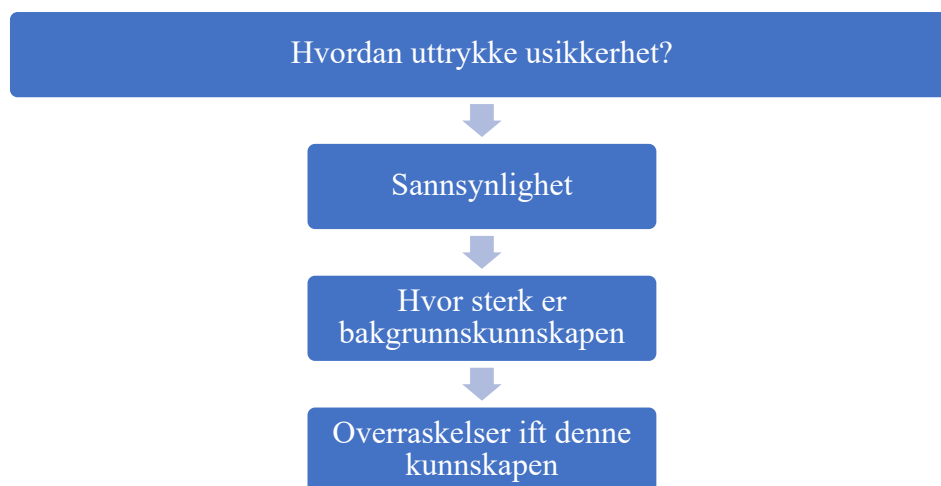 Hvordan uttrykke usikkerhet?
Sannsynlighet
Hvor sterk er
bakgrunnskunnskapen
Overraskelser ift denne
kunnskapen